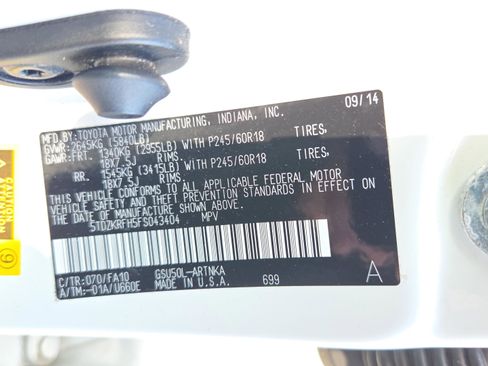 MFD.BY:TOYOTA MOTOR MANUFACTURING, INDIANA, INC. 09/14
GVWR:2645KG (5840LB)
GAWR:FRT. 1340KG (2955LB) WITH P245/60R18 TIRES,
18X7.5J RIMS.
RR. 1545KG (3415LB) WITH P245/60R18 TIRES,
18X7.5J RIMS.
THIS VEHICLE CONFORMS TO ALL APPLICABLE FEDERAL MOTOR
VEHICLE SAFETY AND THEFT PREVENTION STANDARDS IN EFFECT
ON THE DATE OF MANUFACTURE SHOWN ABOVE.
5TDZKRFH5FS043404 MPV
C/TR:070/FA10 GSU50L-ARTNKA
A/TM:-01A/U660E MADE IN U.S.A. 699 A
CAUTION